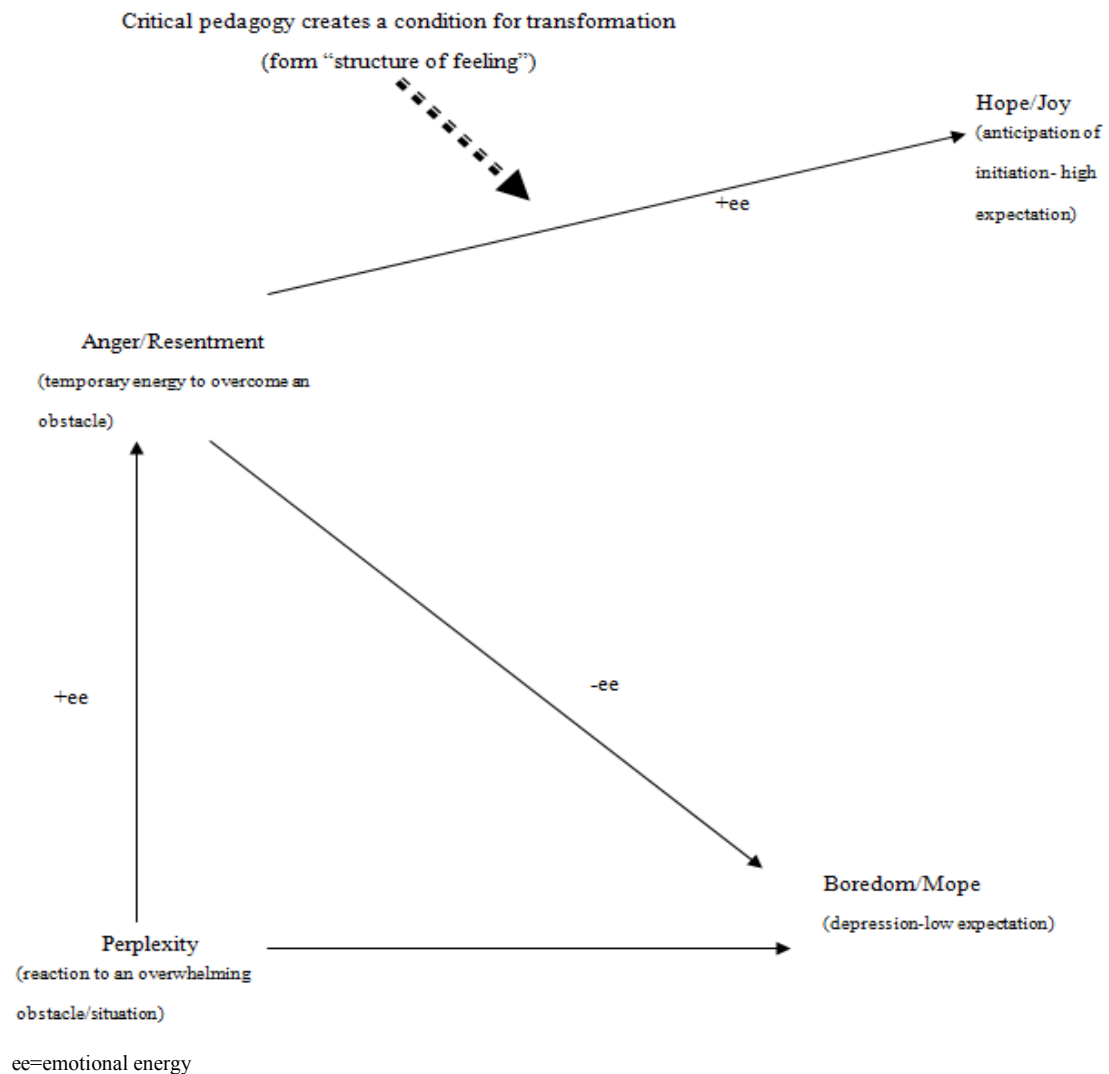 Critical pedagogy creates a condition for transformation
(form “structure of feeling”)
Hope/Joy
(anticipation of
initiation- high
expectation)
+ee
Anger/Resentment
(temporary energy to overcome an
obstacle)
+ee
-ee
Boredom/Mope
(depression-low expectation)
Perplexity
(reaction to an overwhelming
obstacle/situation)
ee=emotional energy